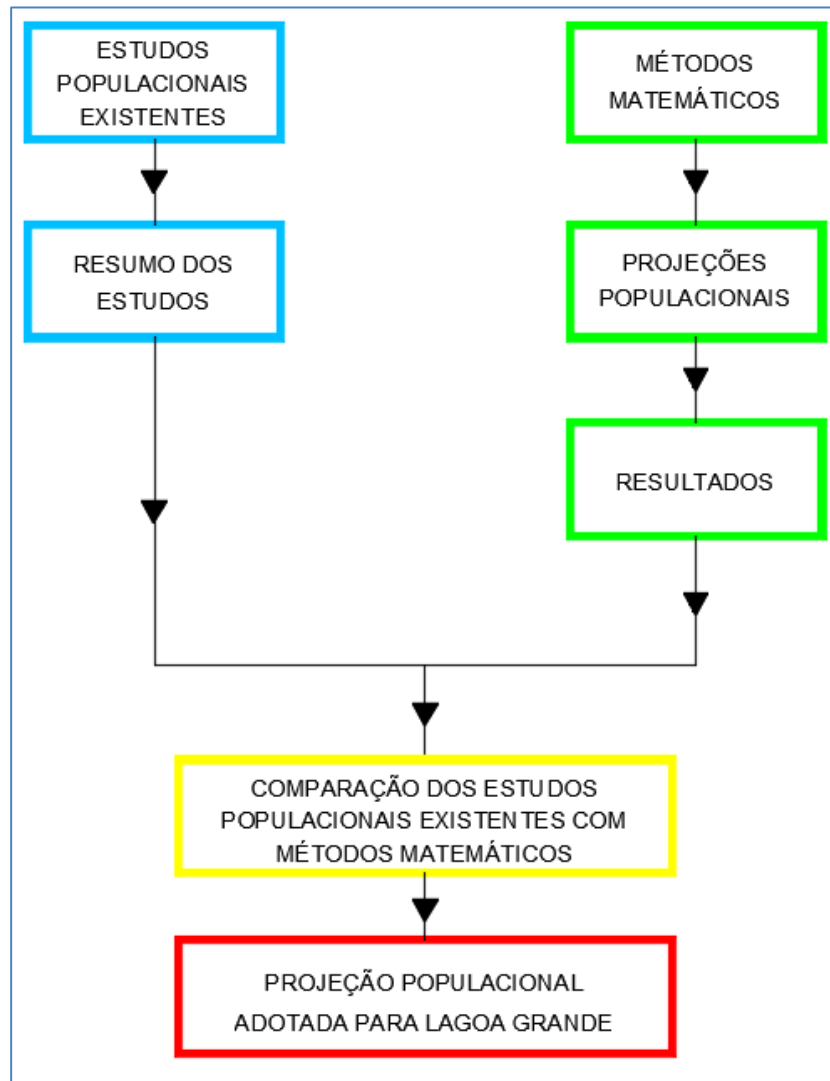 ESTUDOS
POPULACIONAIS
EXISTENTES
MÉTODOS
MATEMÁTICOS
RESUMO DOS
ESTUDOS
PROJEÇÕES
POPULACIONAIS
RESULTADOS
COMPARAÇÃO DOS ESTUDOS
POPULACIONAIS EXISTENTES COM
MÉTODOS MATEMÁTICOS
PROJEÇÃO POPULACIONAL
ADOTADA PARA LAGOA GRANDE